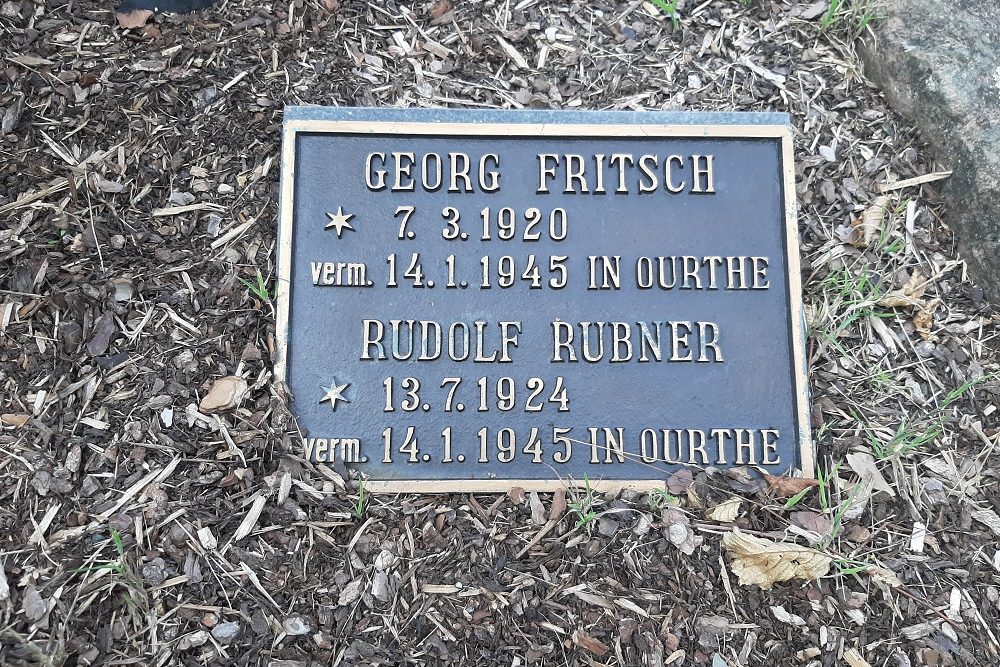 GEORG FRITSCH
✶ 7. 3. 1920
verm. 14. 1. 1945 IN OURTHE
RUDOLF RUBNER
✶ 13. 7. 1924
verm. 14. 1. 1945 IN OURTHE